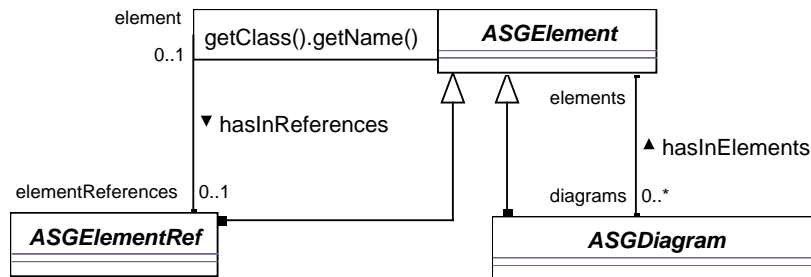 element
getClass().getName()
ASGElement
0..1
elements
▼ hasInReferences
▲ hasInElements
elementReferences 0..1
diagrams 0..*
ASGElementRef
ASGDiagram